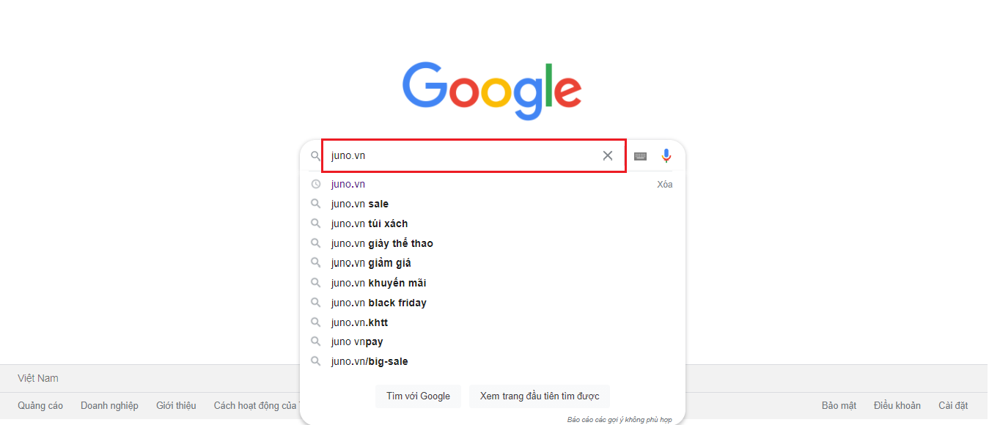 Google
juno.vn
juno.vn Xóa
juno.vn sale
juno.vn túi xách
juno.vn giày thể thao
juno.vn giảm giá
juno.vn khuyến mãi
juno.vn black friday
juno.vn.khtt
juno vnpay
juno.vn/big-sale
Việt Nam
Tìm với Google Xem trang đầu tiên tìm được
Quảng cáo Doanh nghiệp Giới thiệu Cách hoạt động của Bảo mật Điều khoản Cài đặt
Báo cáo các gợi ý không phù hợp